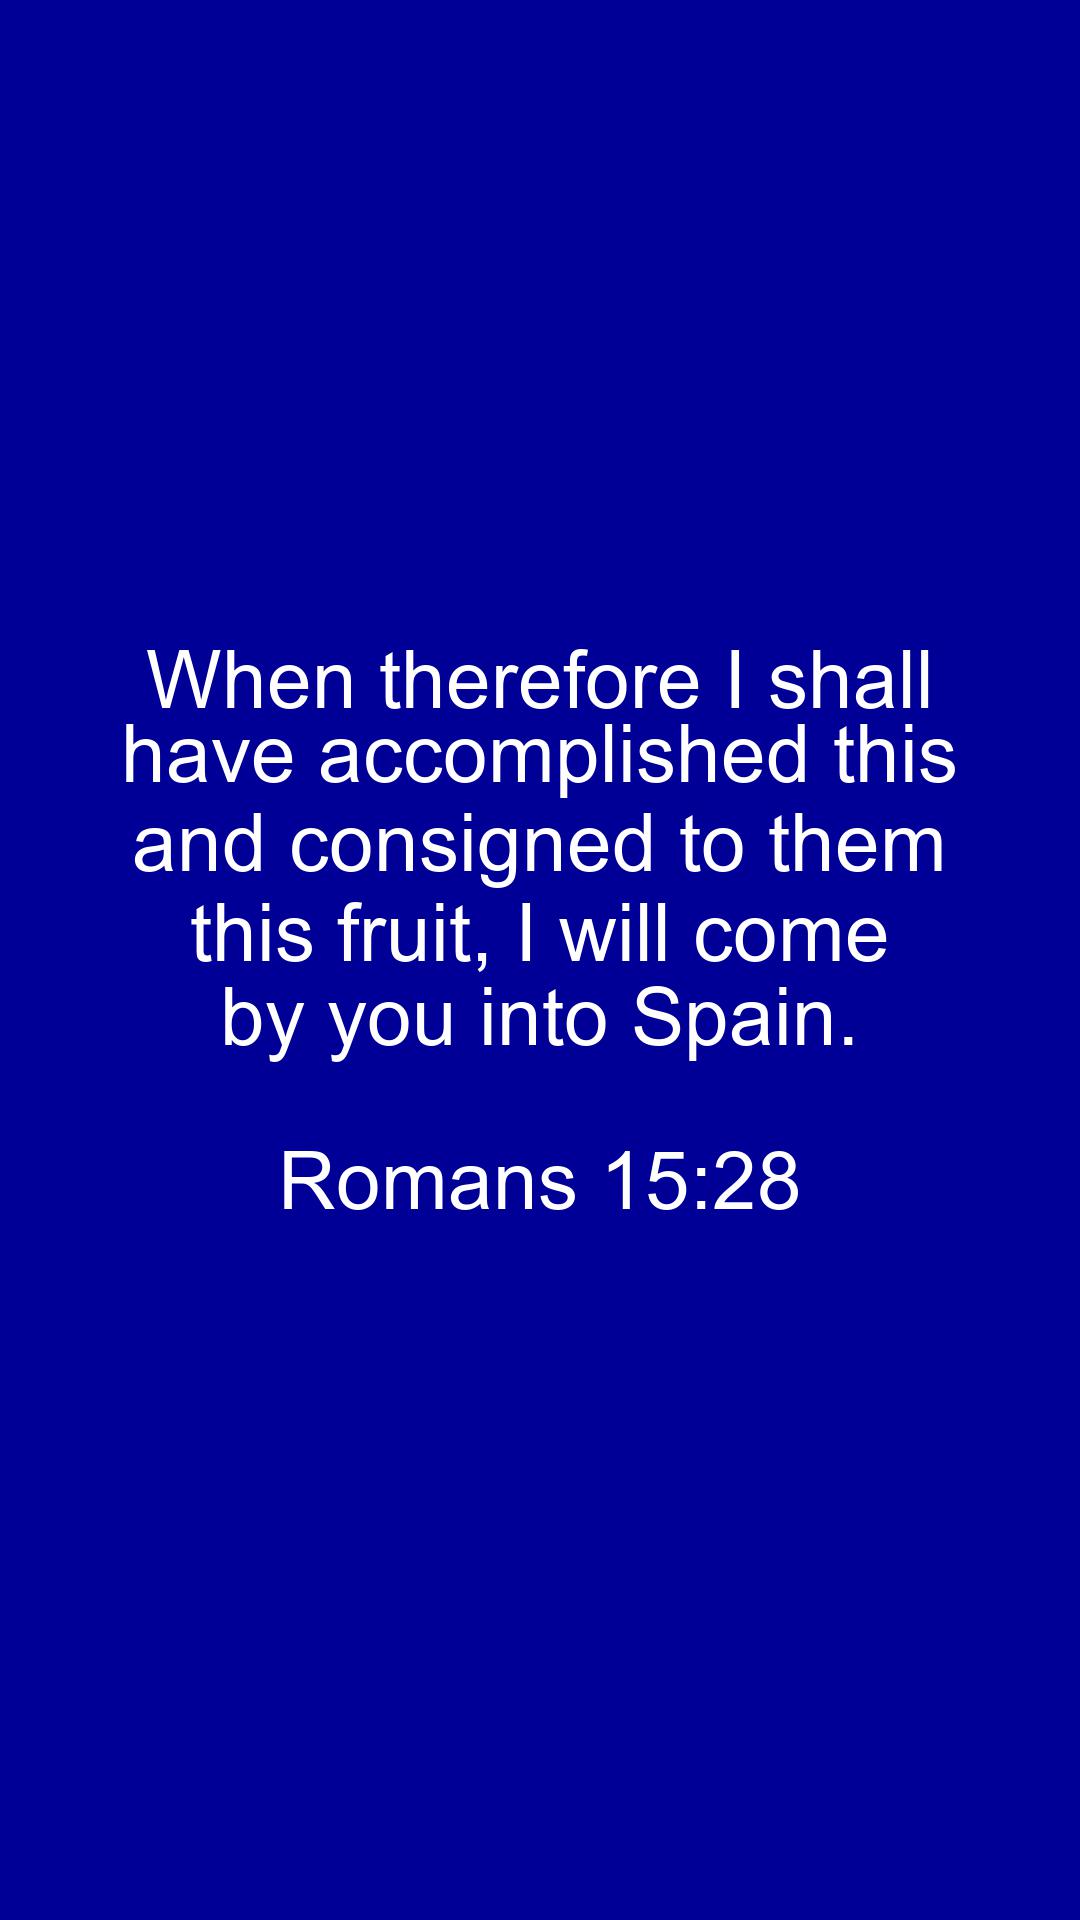 When therefore I shall
have accomplished this
and consigned to them
this fruit, I will come
by you into Spain.
Romans 15:28